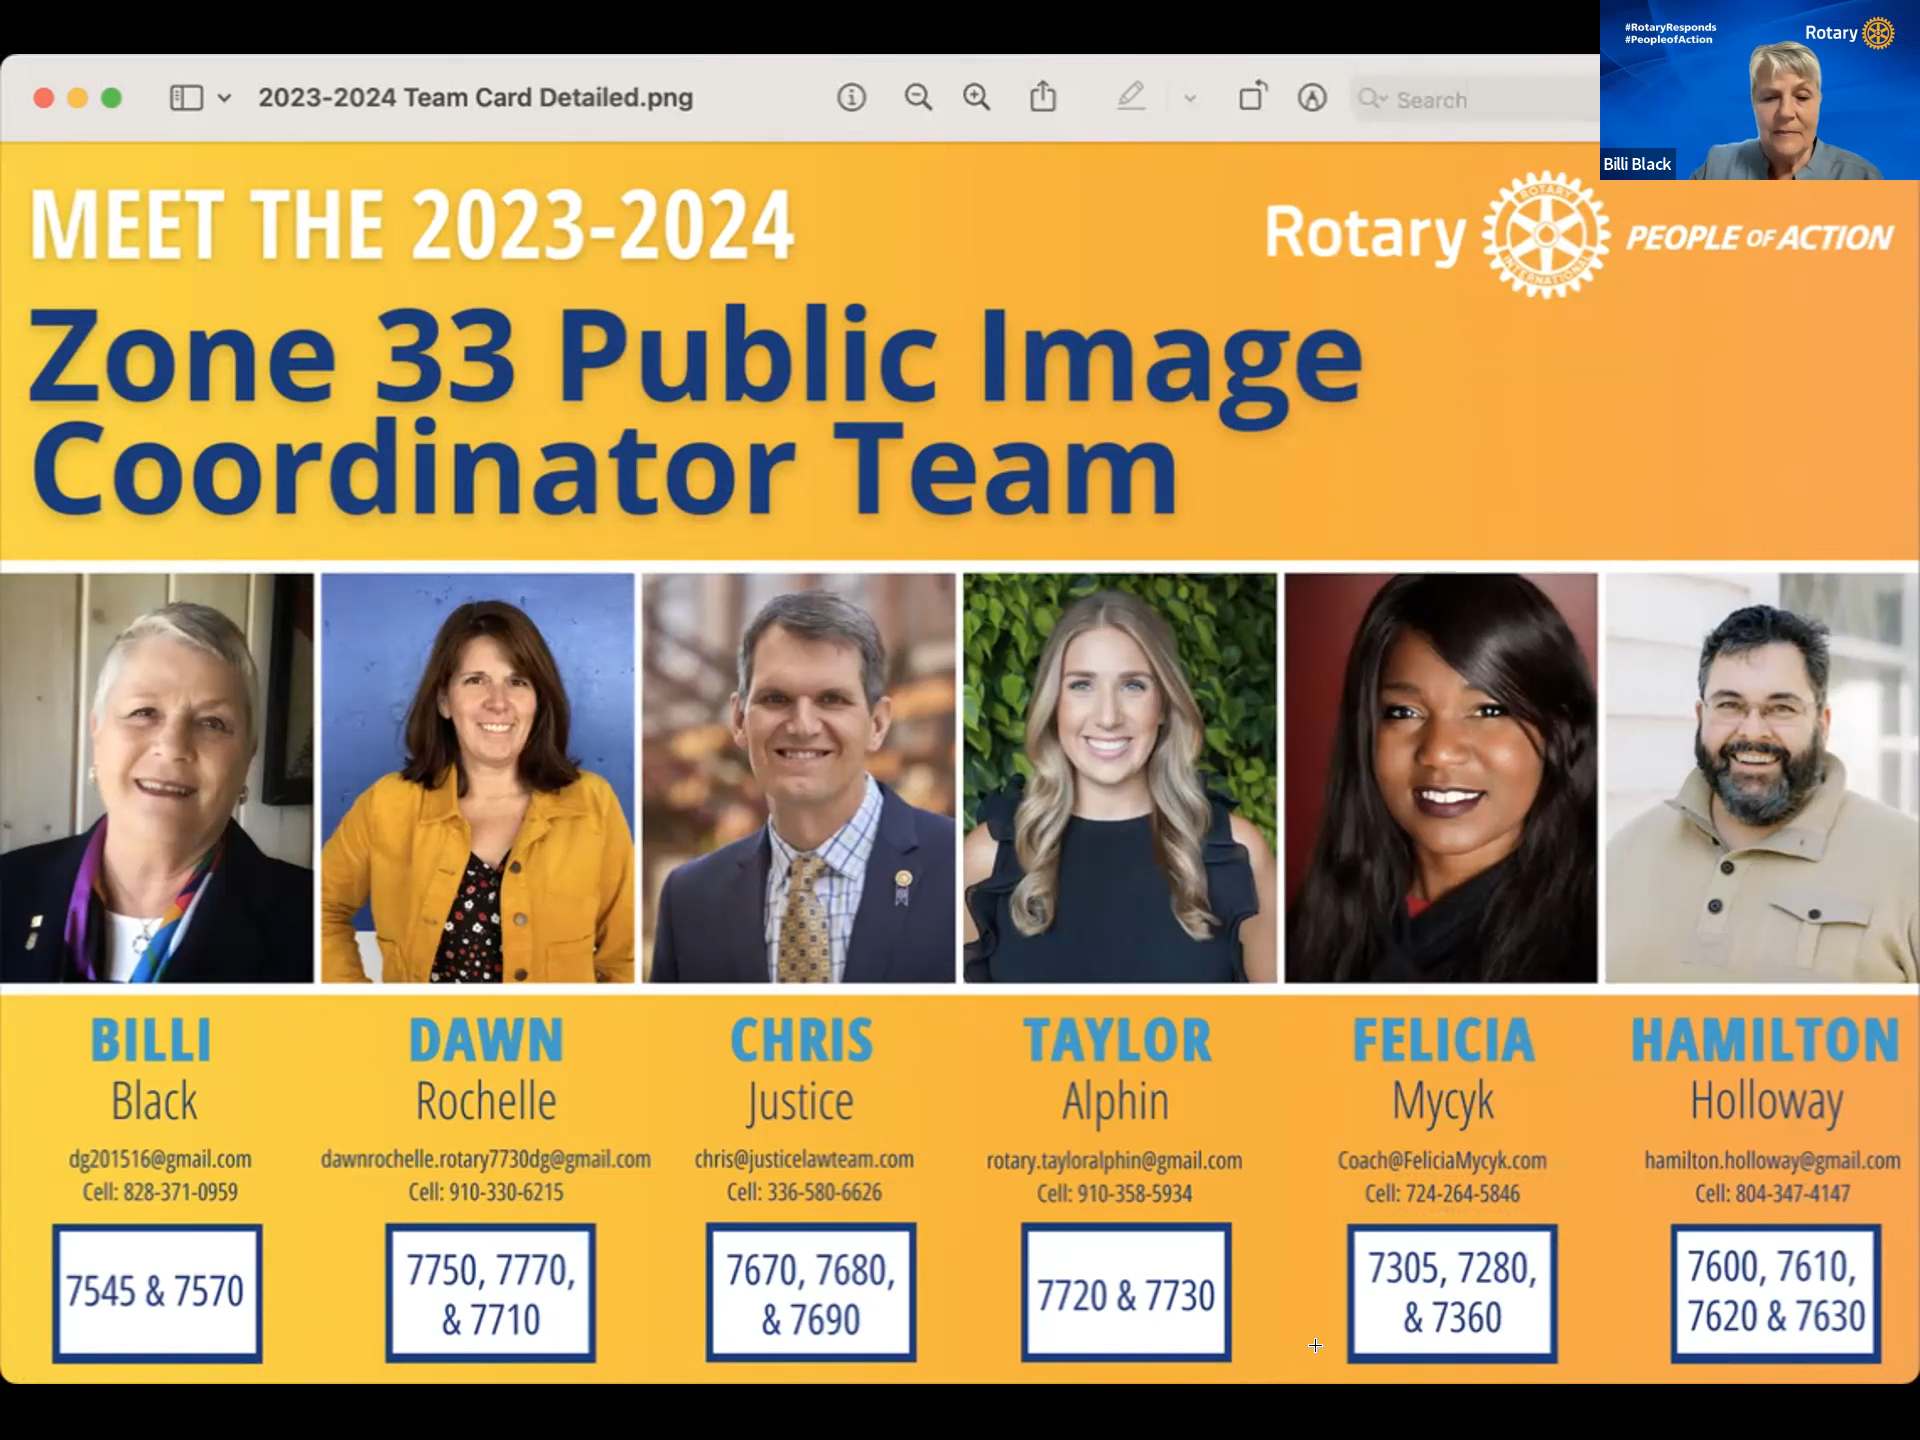 #RotaryResponds
#PeopleofAction
Rotary
Billi Black
2023-2024 Team Card Detailed.png
Search
MEET THE 2023-2024
Rotary
ROTARY
INTERNATIONAL
PEOPLE OF ACTION
Zone 33 Public Image
Coordinator Team
BILLI
Black
dg201516@gmail.com
Cell: 828-371-0959
7545 & 7570
DAWN
Rochelle
dawnrochelle.rotary7730dg@gmail.com
Cell: 910-330-6215
7750, 7770,
& 7710
CHRIS
Justice
chris@justicelawteam.com
Cell: 336-580-6626
7670, 7680,
& 7690
TAYLOR
Alphin
rotary.tayloralphin@gmail.com
Cell: 910-358-5934
7720 & 7730
FELICIA
Mycyk
Coach@FeliciaMycyk.com
Cell: 724-264-5846
7305, 7280,
& 7360
HAMILTON
Holloway
hamilton.holloway@gmail.com
Cell: 804-347-4147
7600, 7610,
7620 & 7630